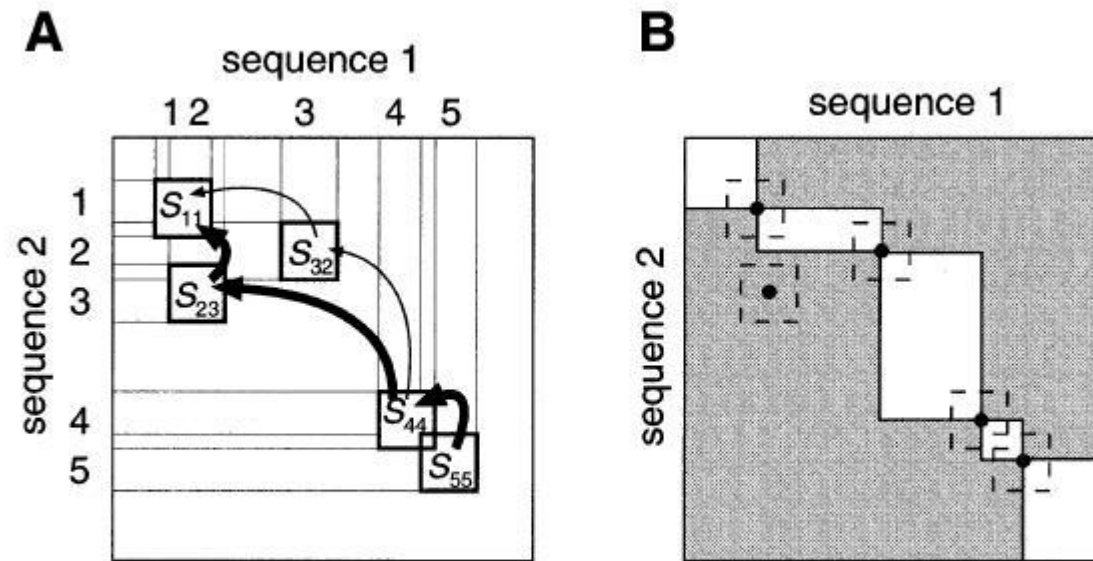 A
sequence 1
1 2 3 4 5
sequence 2
1
2
3
4
5
S11
S32
S23
S44
S55
B
sequence 1
sequence 2